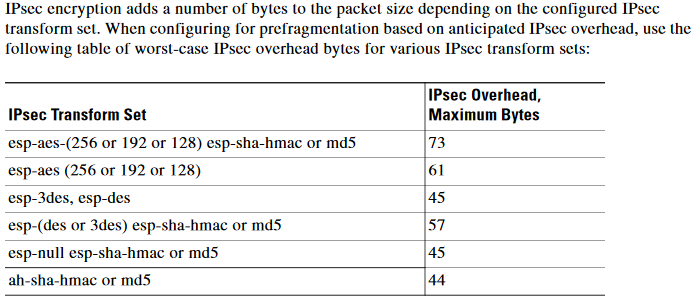 IPsec encryption adds a number of bytes to the packet size depending on the configured IPsec
transform set. When configuring for prefragmentation based on anticipated IPsec overhead, use the
following table of worst-case IPsec overhead bytes for various IPsec transform sets:
IPsec Transform Set
IPsec Overhead,
Maximum Bytes
esp-aes-(256 or 192 or 128) esp-sha-hmac or md5 73
esp-aes (256 or 192 or 128) 61
esp-3des, esp-des 45
esp-(des or 3des) esp-sha-hmac or md5 57
esp-null esp-sha-hmac or md5 45
ah-sha-hmac or md5 44